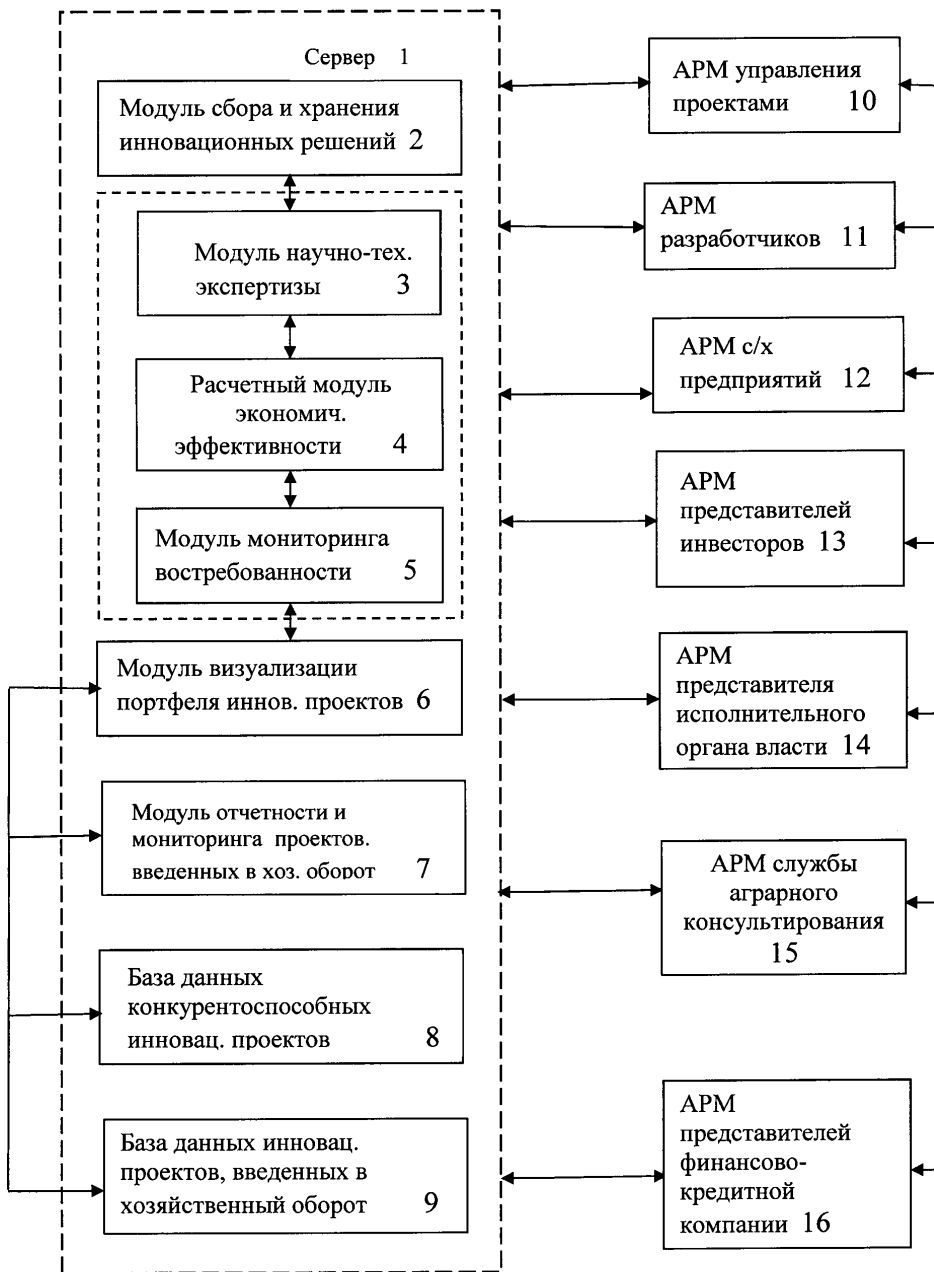 Сервер 1
Модуль сбора и хранения
инновационных решений 2
Модуль научно-тех.
экспертизы 3
Расчетный модуль
экономич.
эффективности 4
Модуль мониторинга
востребованности 5
Модуль визуализации
портфеля иннов. проектов 6
Модуль отчетности и
мониторинга проектов.
введенных в хоз. оборот 7
База данных
конкурентоспособных
инновац. проектов 8
База данных инновац.
проектов, введенных в
хозяйственный оборот 9
АРМ управления
проектами 10
АРМ
разработчиков 11
АРМ с/х
предприятий 12
АРМ
представителей
инвесторов 13
АРМ
представителя
исполнительного
органа власти 14
АРМ службы
аграрного
консультирования
15
АРМ
представителей
финансово-
кредитной
компании 16